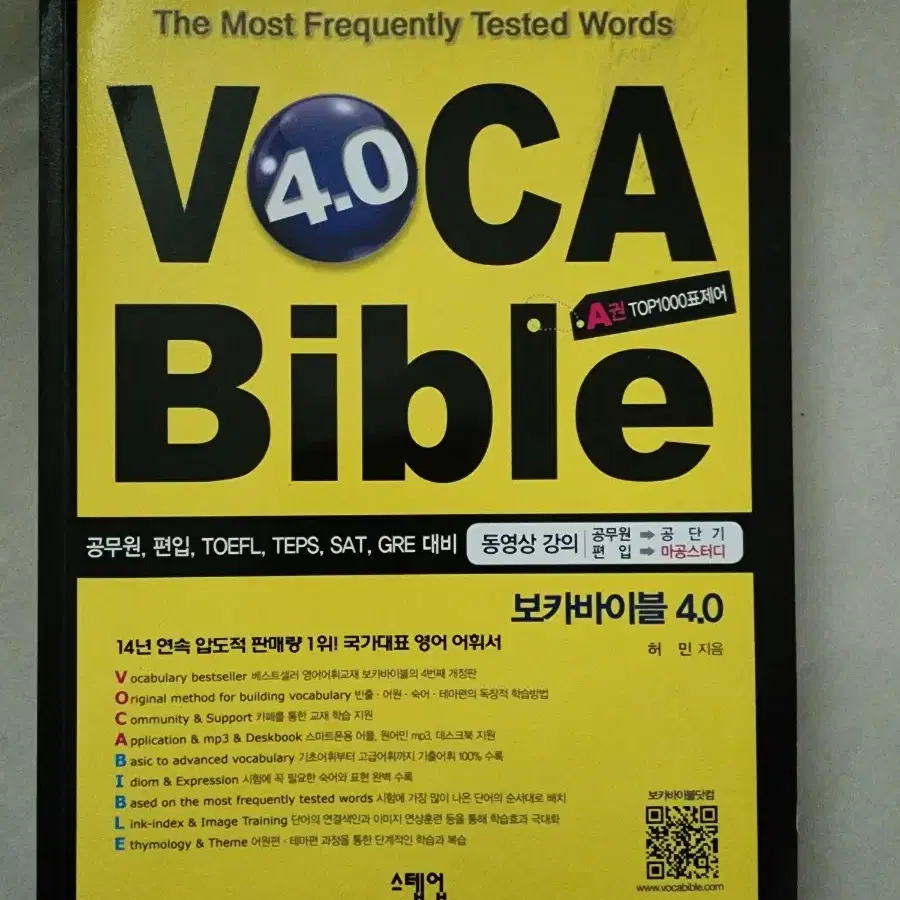 The Most Frequently Tested Words
VOCA
4.0
Bible
A권 TOP1000표제어
공무원, 편입, TOEFL, TEPS, SAT, GRE 대비
동영상 강의
공무원 ➡ 공단기
편입 ➡ 마공스터디
보카바이블 4.0
허 민 지음
14년 연속 압도적 판매량 1위! 국가대표 영어 어휘서
Vocabulary bestseller 베스트셀러 영어어휘교재 보카바이블의 4번째 개정판
Original method for building vocabulary 빈출 · 어원 · 숙어 · 테마편의 독창적 학습방법
Community & Support 카페를 통한 교재 학습 지원
Application & mp3 & Deskbook 스마트폰용 어플, 원어민 mp3, 데스크북 지원
Basic to advanced vocabulary 기초어휘부터 고급어휘까지 기출어휘 100% 수록
Idiom & Expression 시험에 꼭 필요한 숙어와 표현 완벽 수록
Based on the most frequently tested words 시험에 가장 많이 나온 단어의 순서대로 배치
Link-index & Image Training 단어의 연결색인과 이미지 연상훈련 등을 통해 학습효과 극대화
Ethymology & Theme 어원편 · 테마편 과정을 통한 단계적인 학습과 복습
보카바이블닷컴
www.vocabible.com
스텝업